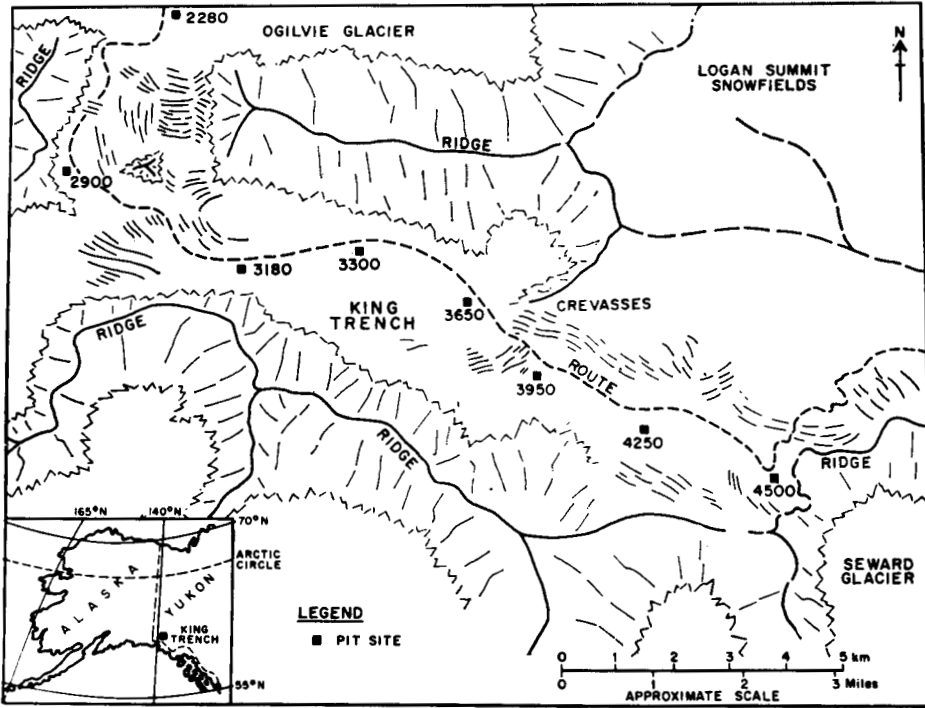 2280
OGILVIE GLACIER
N
RIDGE
LOGAN SUMMIT
SNOWFIELDS
RIDGE
2900
3180
3300
KING
TRENCH
3650
CREVASSES
RIDGE
ROUTE
3950
4250
RIDGE
4500
RIDGE
SEWARD
GLACIER
165°N
140°N
70°N
ARCTIC
CIRCLE
ALASKA
YUKON
KING
TRENCH
55°N
LEGEND
PIT SITE
0 1 2 3 4 5 km
0 1 2 3 Miles
APPROXIMATE SCALE